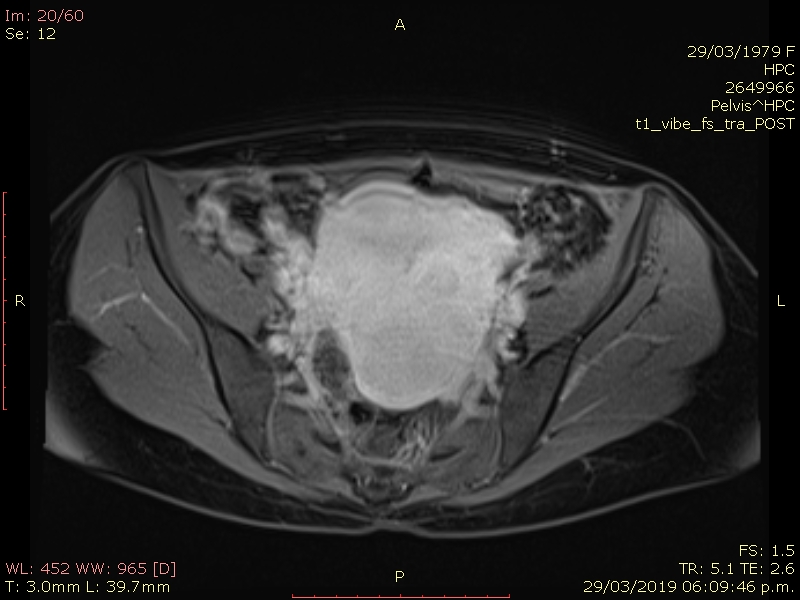 Im: 20/60
Se: 12
A
29/03/1979 F
HPC
2649966
Pelvis^HPC
t1_vibe_fs_tra_POST
R
L
WL: 452 WW: 965 [D]
T: 3.0mm L: 39.7mm
P
FS: 1.5
TR: 5.1 TE: 2.6
29/03/2019 06:09:46 p.m.